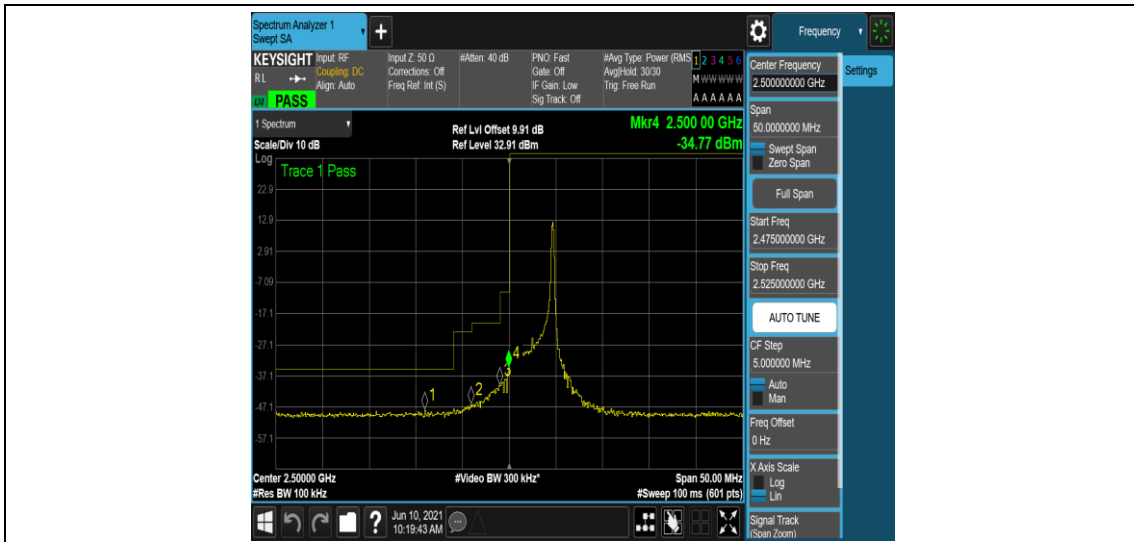 Spectrum Analyzer 1
Swept SA
+
Frequency
KEYSIGHT
Input: RF
Coupling: DC
Align: Auto
RL
LXI
PASS
Input Z: 50 Ω
Corrections: Off
Freq Ref: Int (S)
#Atten: 40 dB
PNO: Fast
Gate: Off
IF Gain: Low
Sig Track: Off
#Avg Type: Power (RMS
Avg|Hold: 30/30
Trig: Free Run
1 2 3 4 5 6
M W W W W W
A A A A A A
1 Spectrum
Scale/Div 10 dB
Ref Lvl Offset 9.91 dB
Ref Level 32.91 dBm
Mkr4 2.500 00 GHz
-34.77 dBm
Log
Trace 1 Pass
22.9
12.9
2.91
-7.09
-17.1
-27.1
-37.1
-47.1
-57.1
1
2
3
4
Center 2.50000 GHz
#Res BW 100 kHz
#Video BW 300 kHz*
Span 50.00 MHz
#Sweep 100 ms (601 pts)
Center Frequency
2.500000000 GHz
Settings
Span
50.0000000 MHz
Swept Span
Zero Span
Full Span
Start Freq
2.475000000 GHz
Stop Freq
2.525000000 GHz
AUTO TUNE
CF Step
5.000000 MHz
Auto
Man
Freq Offset
0 Hz
X Axis Scale
Log
Lin
Signal Track
(Span Zoom)
?
Jun 10, 2021
10:19:43 AM